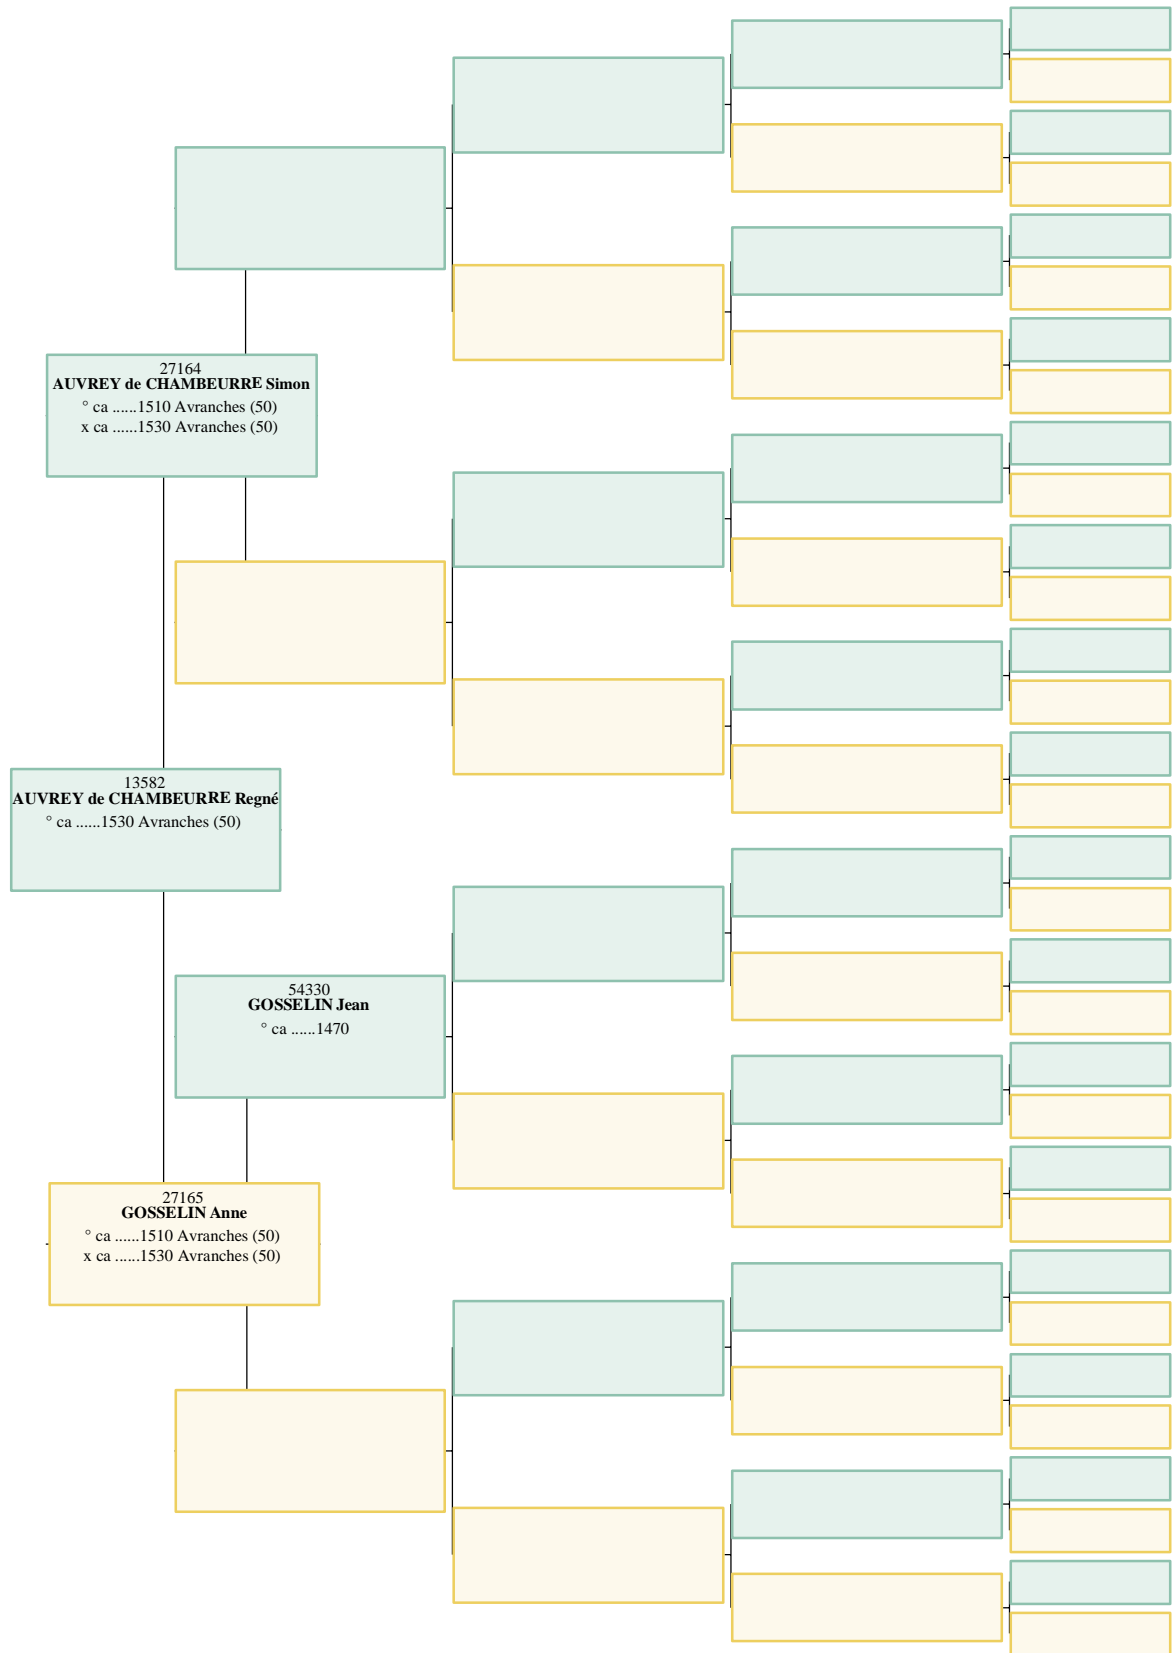 27164
AUVREY de CHAMBEURRE Simon
° ca ......1510 Avranches (50)
x ca ......1530 Avranches (50)
13582
AUVREY de CHAMBEURRE Regné
° ca ......1530 Avranches (50)
54330
GOSSELIN Jean
° ca ......1470
27165
GOSSELIN Anne
° ca ......1510 Avranches (50)
x ca ......1530 Avranches (50)